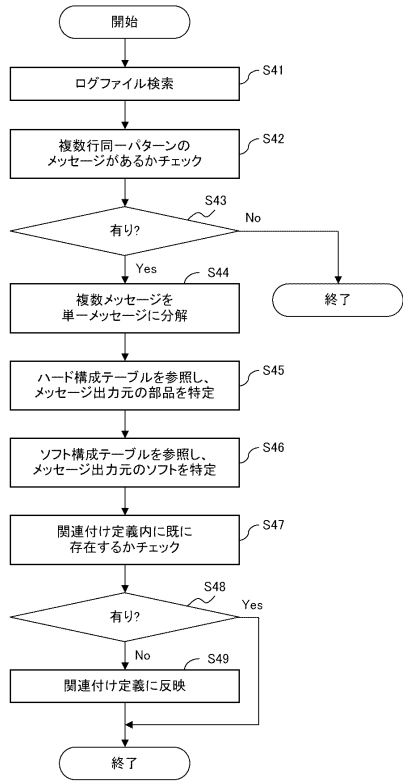 開始
S41
ログファイル検索
S42
複数行同一パターンの
メッセージがあるかチェック
S43
有り?
No
Yes
S44
複数メッセージを
単一メッセージに分解
終了
S45
ハード構成テーブルを参照し、
メッセージ出力元の部品を特定
S46
ソフト構成テーブルを参照し、
メッセージ出力元のソフトを特定
S47
関連付け定義内に既に
存在するかチェック
S48
有り?
Yes
No
S49
関連付け定義に反映
終了